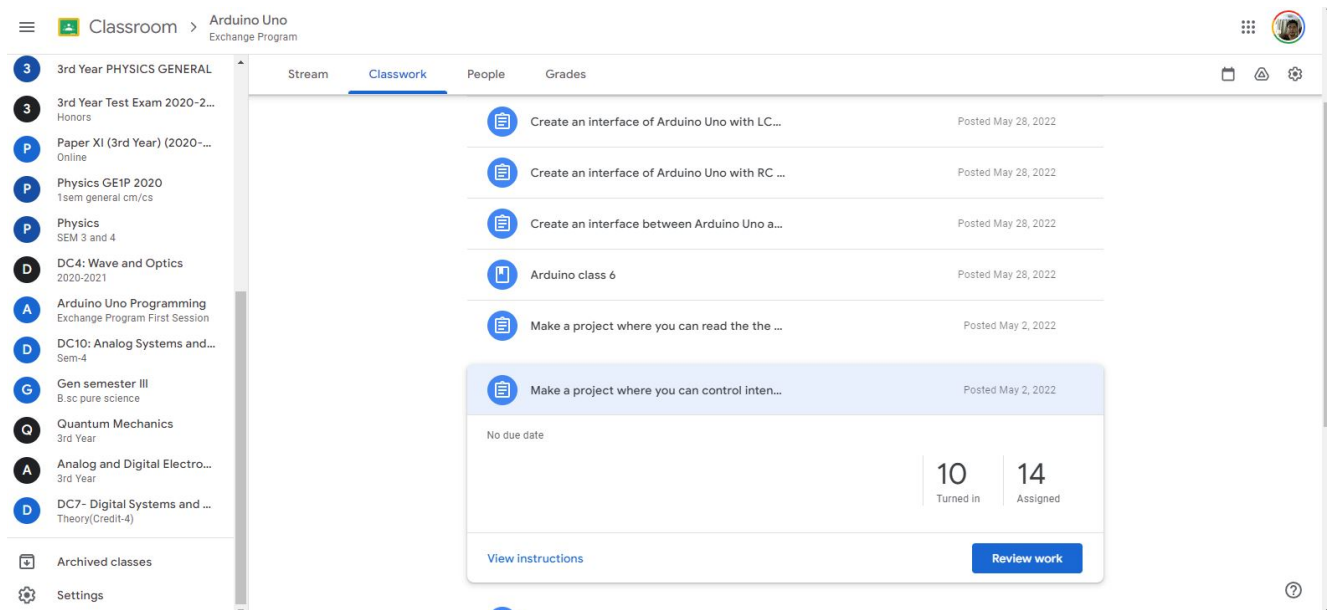 Classroom > Arduino Uno
Exchange Program
3 3rd Year PHYSICS GENERAL
3 3rd Year Test Exam 2020-2...
Honors
P Paper XI (3rd Year) (2020-...
Online
P Physics GE1P 2020
1sem general cm/cs
P Physics
SEM 3 and 4
D DC4: Wave and Optics
2020-2021
A Arduino Uno Programming
Exchange Program First Session
D DC10: Analog Systems and...
Sem-4
G Gen semester III
B.sc pure science
Q Quantum Mechanics
3rd Year
A Analog and Digital Electro...
3rd Year
D DC7- Digital Systems and ...
Theory(Credit-4)
Archived classes
Settings
Stream Classwork People Grades
Create an interface of Arduino Uno with LC... Posted May 28, 2022
Create an interface of Arduino Uno with RC ... Posted May 28, 2022
Create an interface between Arduino Uno a... Posted May 28, 2022
Arduino class 6 Posted May 28, 2022
Make a project where you can read the the ... Posted May 2, 2022
Make a project where you can control inten... Posted May 2, 2022
No due date
10 14
Turned in Assigned
View instructions Review work